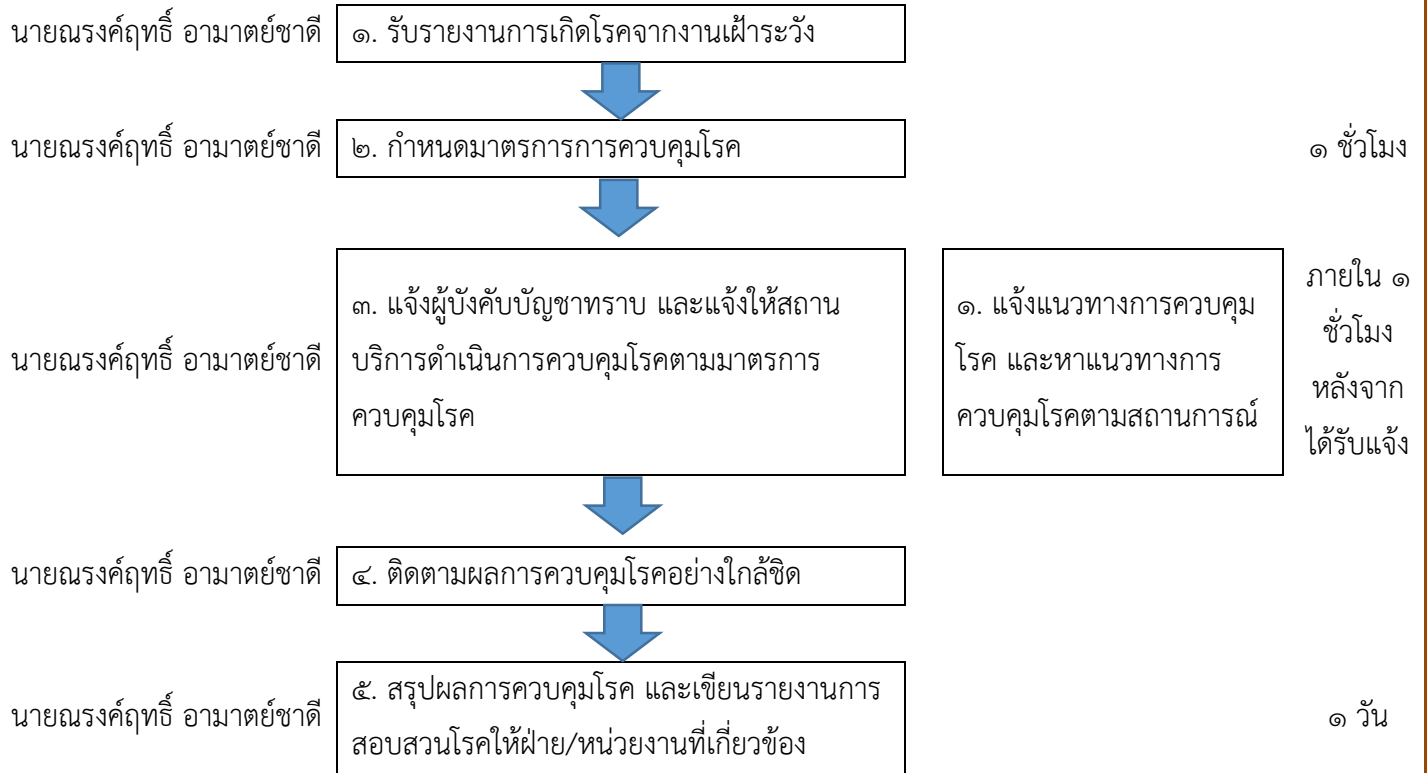 นายณรงค์ฤทธิ์ อามาตย์ชาดี
๑. รับรายงานการเกิดโรคจากงานเฝ้าระวัง
นายณรงค์ฤทธิ์ อามาตย์ชาดี
๒. กำหนดมาตรการการควบคุมโรค
๑ ชั่วโมง
นายณรงค์ฤทธิ์ อามาตย์ชาดี
๓. แจ้งผู้บังคับบัญชาทราบ และแจ้งให้สถาน
บริการดำเนินการควบคุมโรคตามมาตรการ
ควบคุมโรค
๑. แจ้งแนวทางการควบคุม
โรค และหาแนวทางการ
ควบคุมโรคตามสถานการณ์
ภายใน ๑
ชั่วโมง
หลังจาก
ได้รับแจ้ง
นายณรงค์ฤทธิ์ อามาตย์ชาดี
๔. ติดตามผลการควบคุมโรคอย่างใกล้ชิด
นายณรงค์ฤทธิ์ อามาตย์ชาดี
๕. สรุปผลการควบคุมโรค และเขียนรายงานการ
สอบสวนโรคให้ฝ่าย/หน่วยงานที่เกี่ยวข้อง
๑ วัน